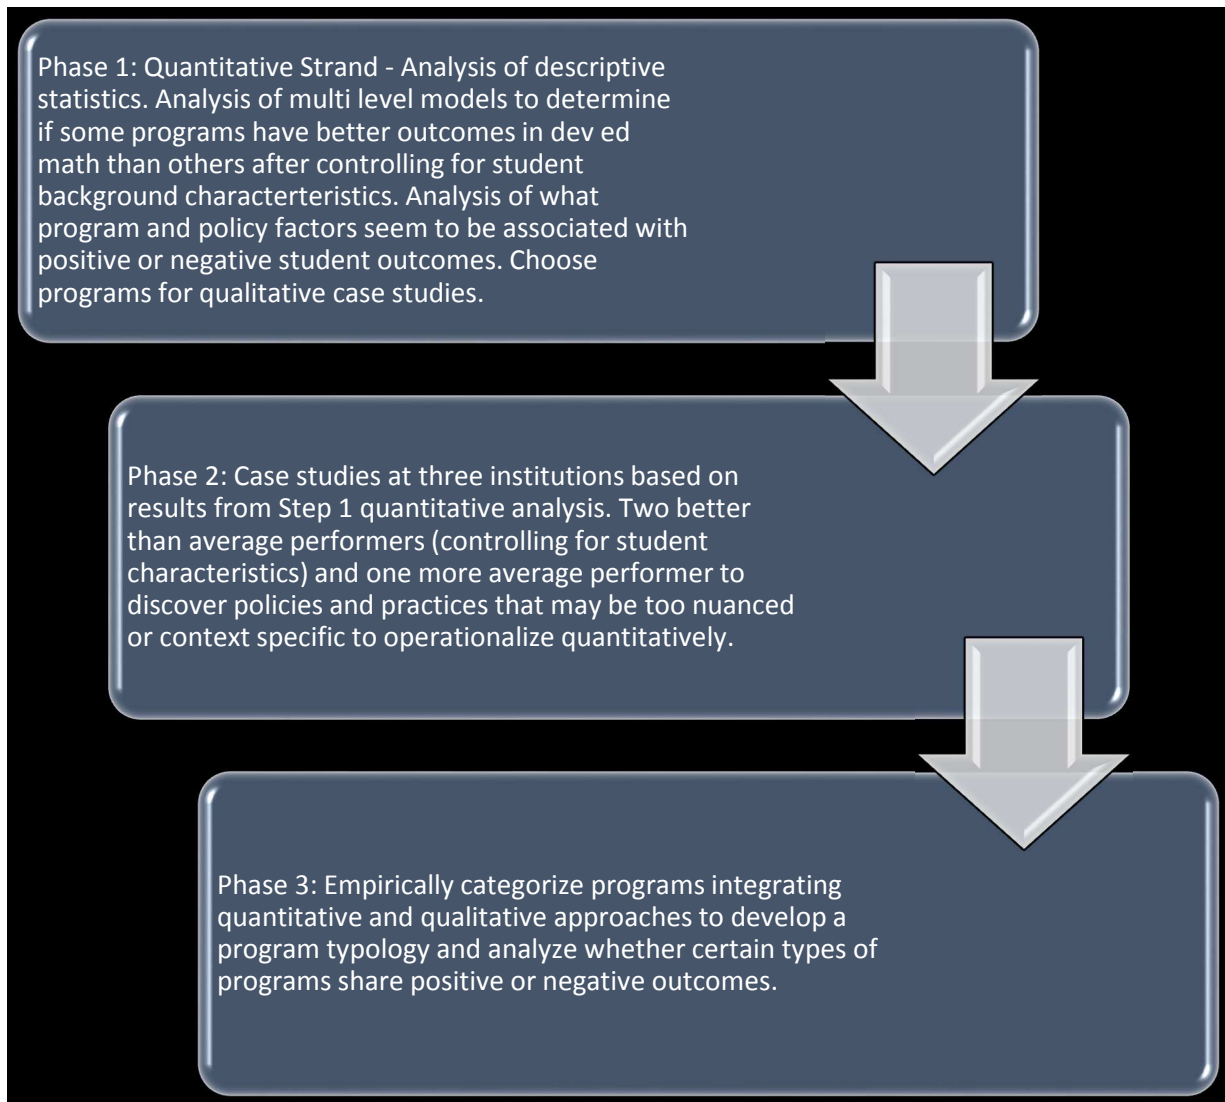 Phase 1: Quantitative Strand - Analysis of descriptive
statistics. Analysis of multi level models to determine
if some programs have better outcomes in dev ed
math than others after controlling for student
background characterteristics. Analysis of what
program and policy factors seem to be associated with
positive or negative student outcomes. Choose
programs for qualitative case studies.
Phase 2: Case studies at three institutions based on
results from Step 1 quantitative analysis. Two better
than average performers (controlling for student
characteristics) and one more average performer to
discover policies and practices that may be too nuanced
or context specific to operationalize quantitatively.
Phase 3: Empirically categorize programs integrating
quantitative and qualitative approaches to develop a
program typology and analyze whether certain types of
programs share positive or negative outcomes.